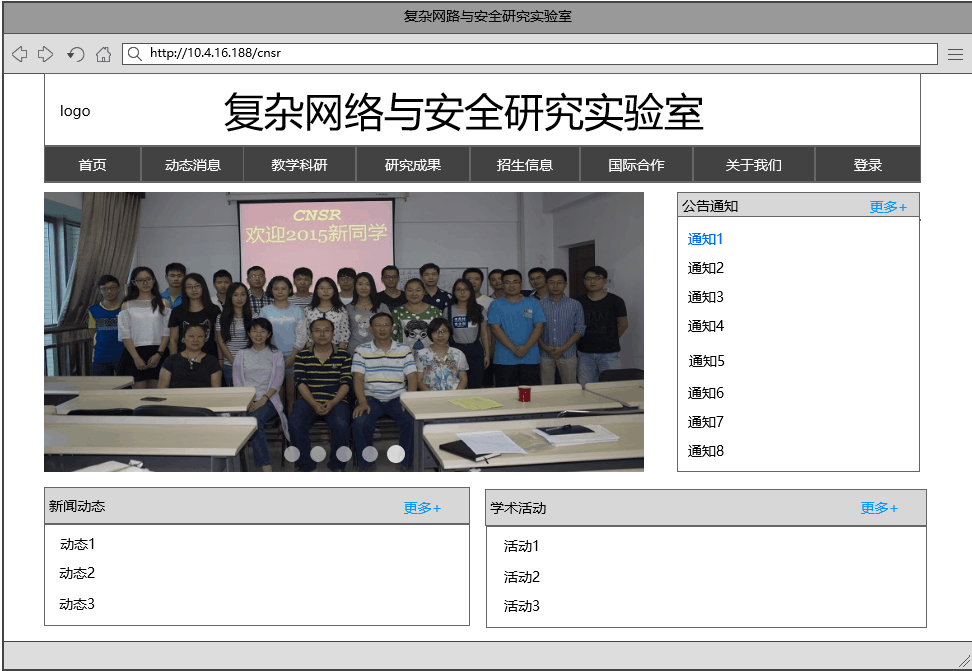 复杂网路与安全研究实验室
http://10.4.16.188/cnsr
logo
复杂网络与安全研究实验室
首页 动态消息 教学科研 研究成果 招生信息 国际合作 关于我们 登录
CNSR
欢迎2015新同学
公告通知 更多+
通知1
通知2
通知3
通知4
通知5
通知6
通知7
通知8
新闻动态 更多+
动态1
动态2
动态3
学术活动 更多+
活动1
活动2
活动3